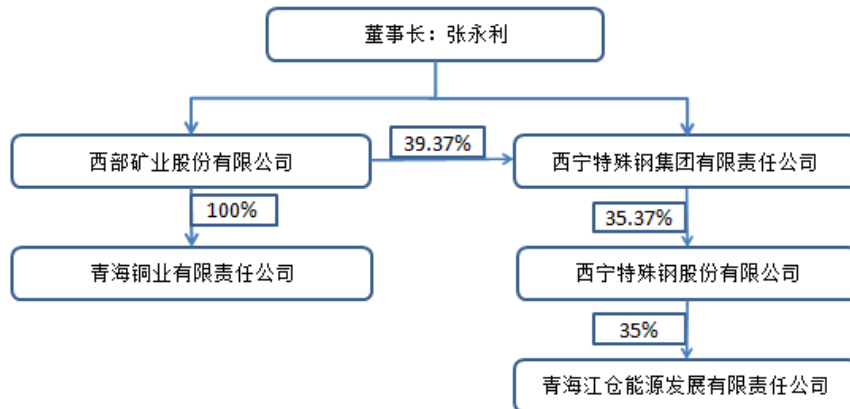 董事长：张永利
西部矿业股份有限公司
39.37%
西宁特殊钢集团有限责任公司
100%
35.37%
青海铜业有限责任公司
西宁特殊钢股份有限公司
35%
青海江仓能源发展有限责任公司